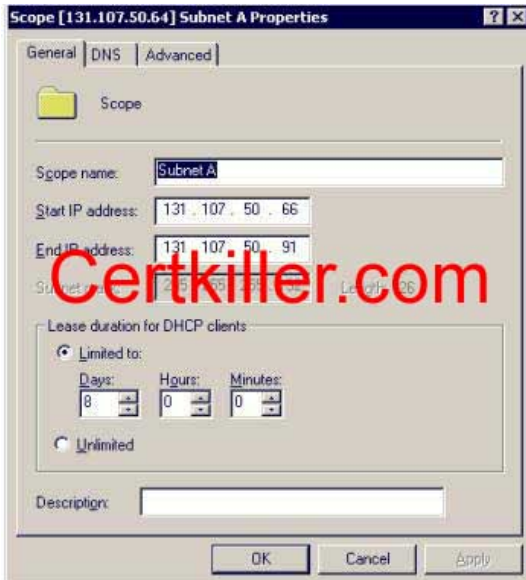 Scope [131.107.50.64] Subnet A Properties
General DNS Advanced
Scope
Scope name: Subnet A
Start IP address: 131 . 107 . 50 . 66
End IP address: 131 . 107 . 50 . 91
Certkiller.com
Subnet mask:
Length: 26
Lease duration for DHCP clients
Limited to:
Days: Hours: Minutes:
8 0 0
Unlimited
Description:
OK Cancel Apply